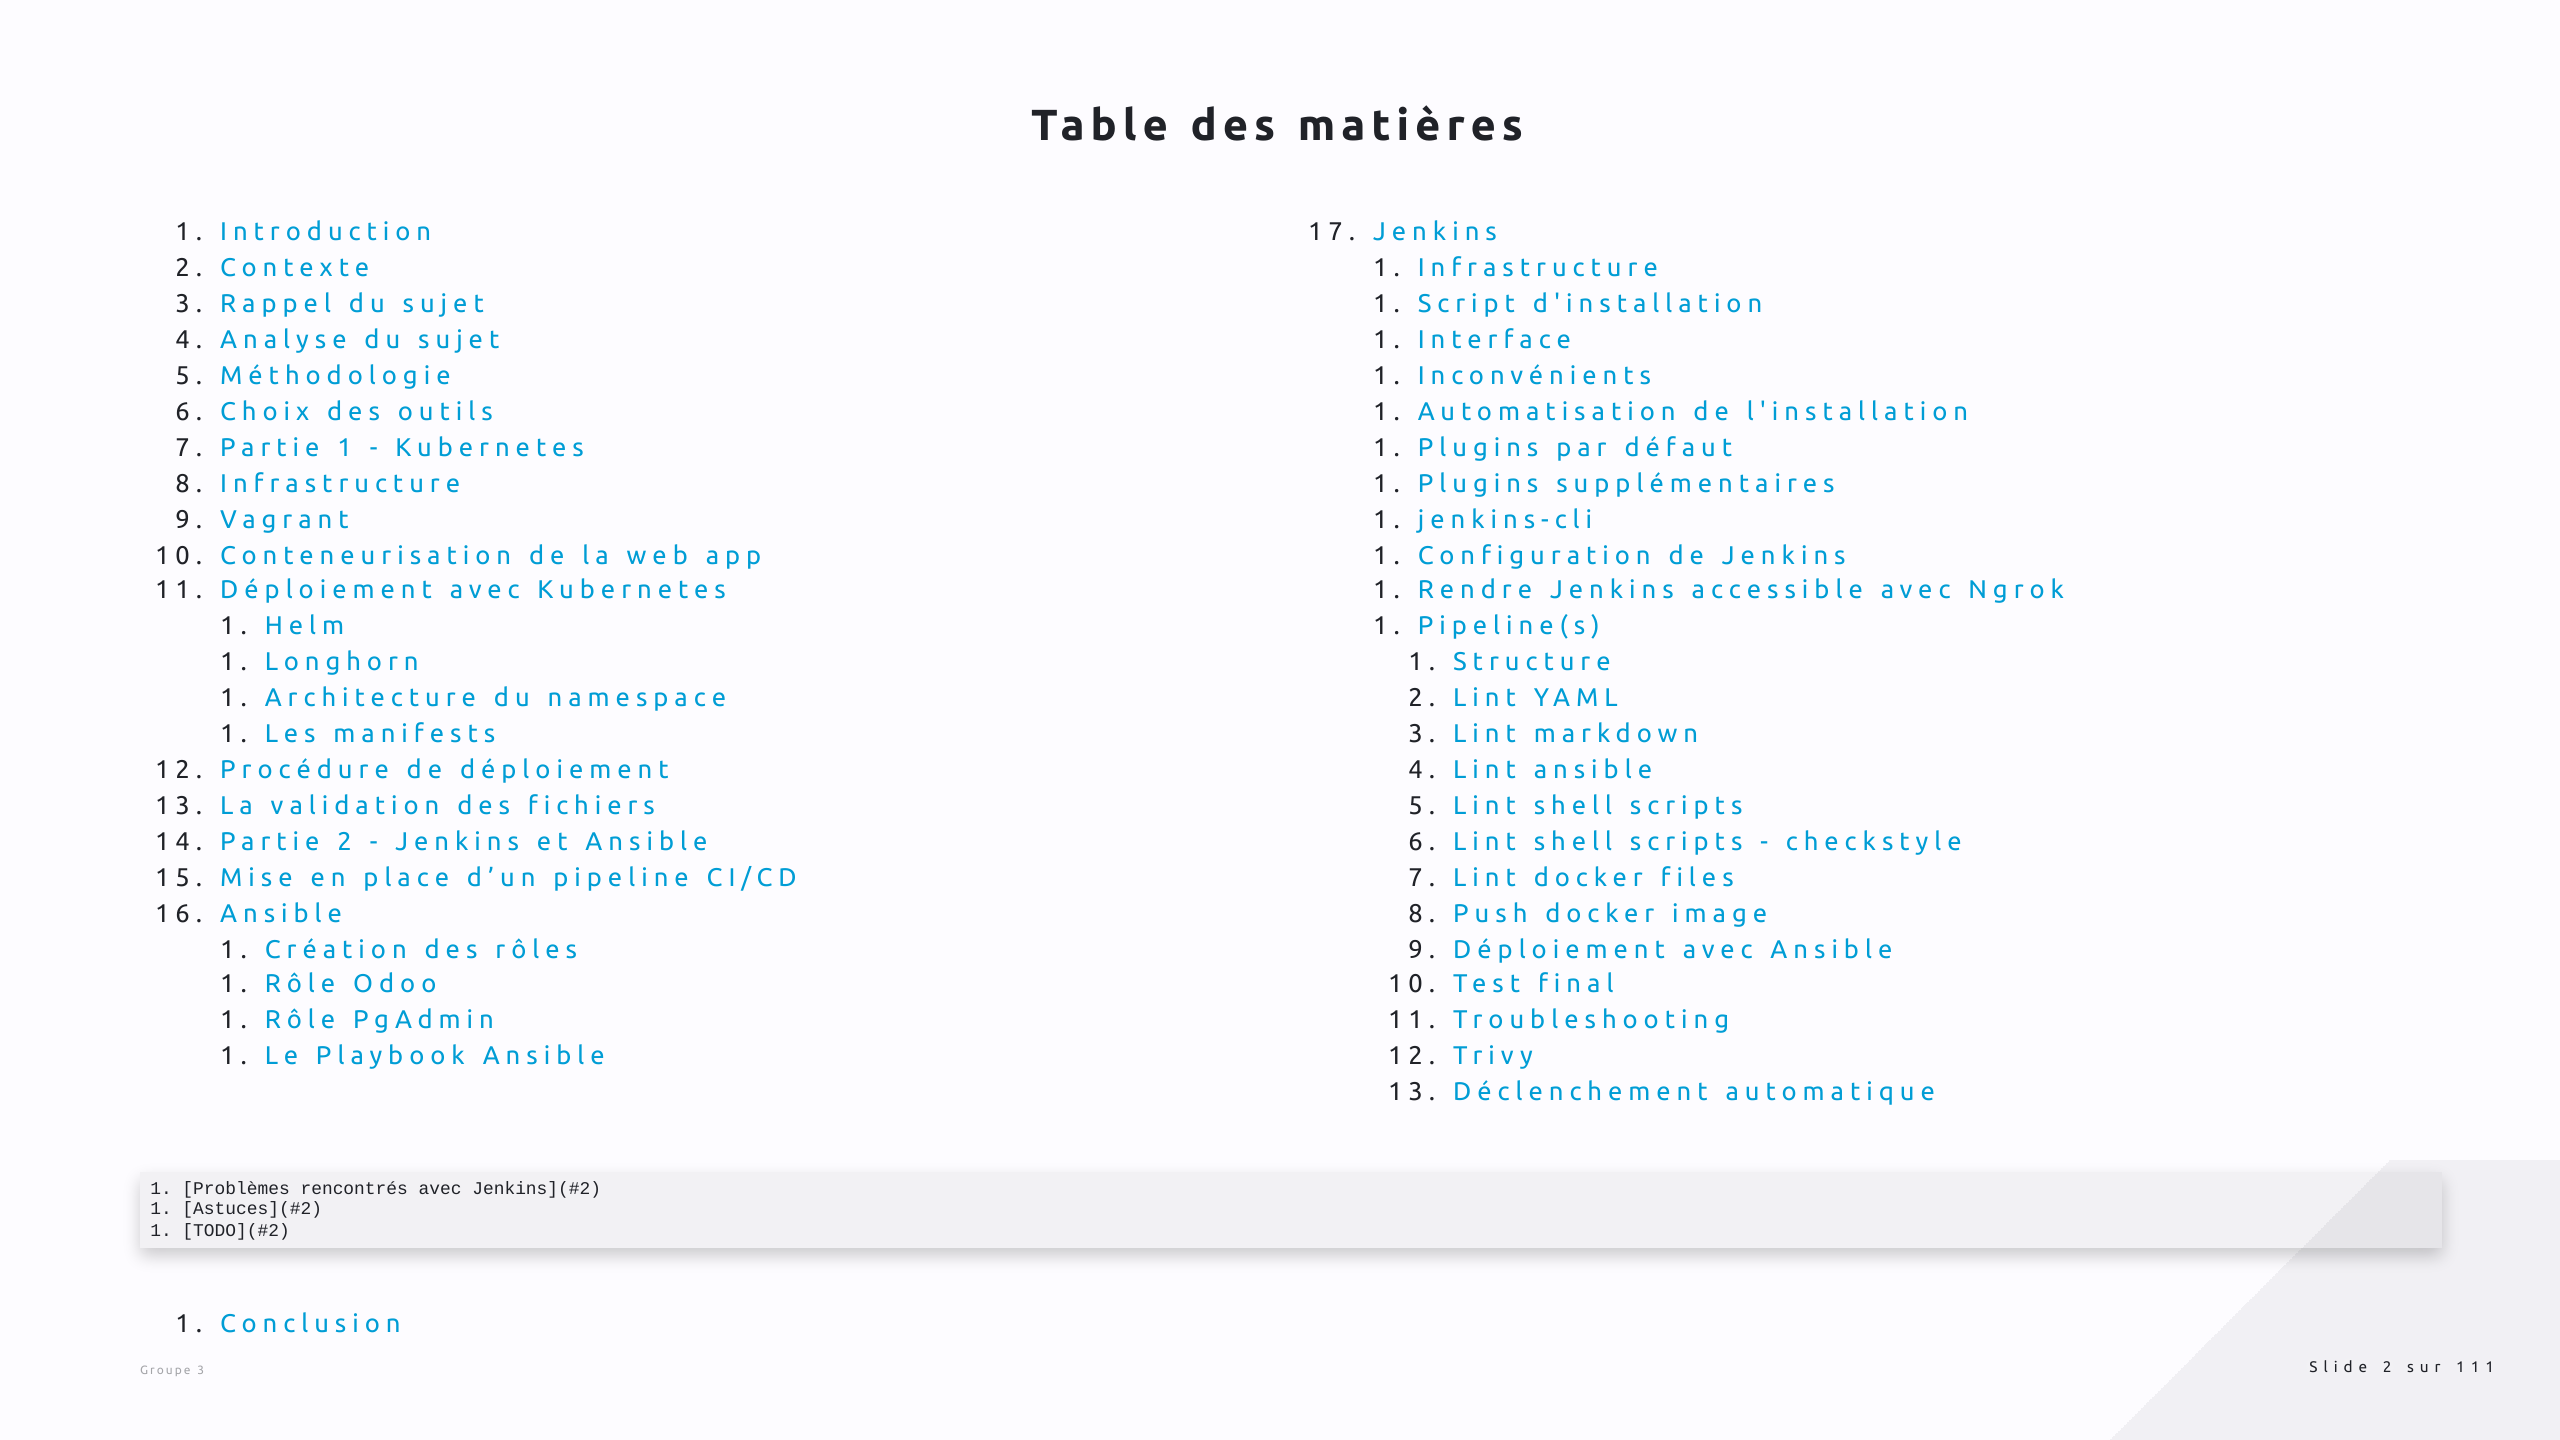 Table des matières
1. Introduction
2. Contexte
3. Rappel du sujet
4. Analyse du sujet
5. Méthodologie
6. Choix des outils
7. Partie 1 - Kubernetes
8. Infrastructure
9. Vagrant
10. Conteneurisation de la web app
11. Déploiement avec Kubernetes
1. Helm
1. Longhorn
1. Architecture du namespace
1. Les manifests
12. Procédure de déploiement
13. La validation des fichiers
14. Partie 2 - Jenkins et Ansible
15. Mise en place d’un pipeline CI/CD
16. Ansible
1. Création des rôles
1. Rôle Odoo
1. Rôle PgAdmin
1. Le Playbook Ansible
17. Jenkins
1. Infrastructure
1. Script d'installation
1. Interface
1. Inconvénients
1. Automatisation de l'installation
1. Plugins par défaut
1. Plugins supplémentaires
1. jenkins-cli
1. Configuration de Jenkins
1. Rendre Jenkins accessible avec Ngrok
1. Pipeline(s)
1. Structure
2. Lint YAML
3. Lint markdown
4. Lint ansible
5. Lint shell scripts
6. Lint shell scripts - checkstyle
7. Lint docker files
8. Push docker image
9. Déploiement avec Ansible
10. Test final
11. Troubleshooting
12. Trivy
13. Déclenchement automatique
1. [Problèmes rencontrés avec Jenkins](#2)
1. [Astuces](#2)
1. [TODO](#2)
1. Conclusion
Groupe 3
Slide 2 sur 111